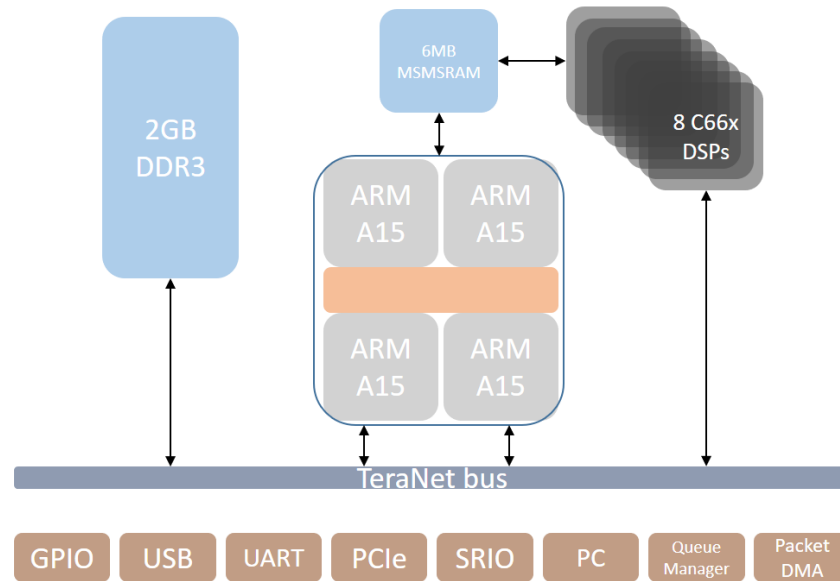 2GB
DDR3
6MB
MSMSRAM
8 C66x
DSPs
ARM
A15
ARM
A15
ARM
A15
ARM
A15
TeraNet bus
GPIO
USB
UART
PCIe
SRIO
PC
Queue
Manager
Packet
DMA